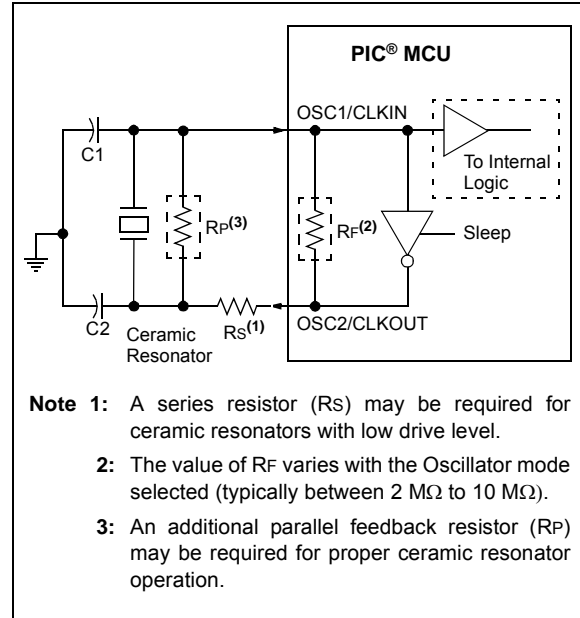 PIC® MCU
OSC1/CLKIN
C1
To Internal
Logic
RP(3)
RF(2)
Sleep
C2
Ceramic
Resonator
RS(1)
OSC2/CLKOUT
Note 1: A series resistor (RS) may be required for
ceramic resonators with low drive level.
2: The value of RF varies with the Oscillator mode
selected (typically between 2 MΩ to 10 MΩ).
3: An additional parallel feedback resistor (RP)
may be required for proper ceramic resonator
operation.